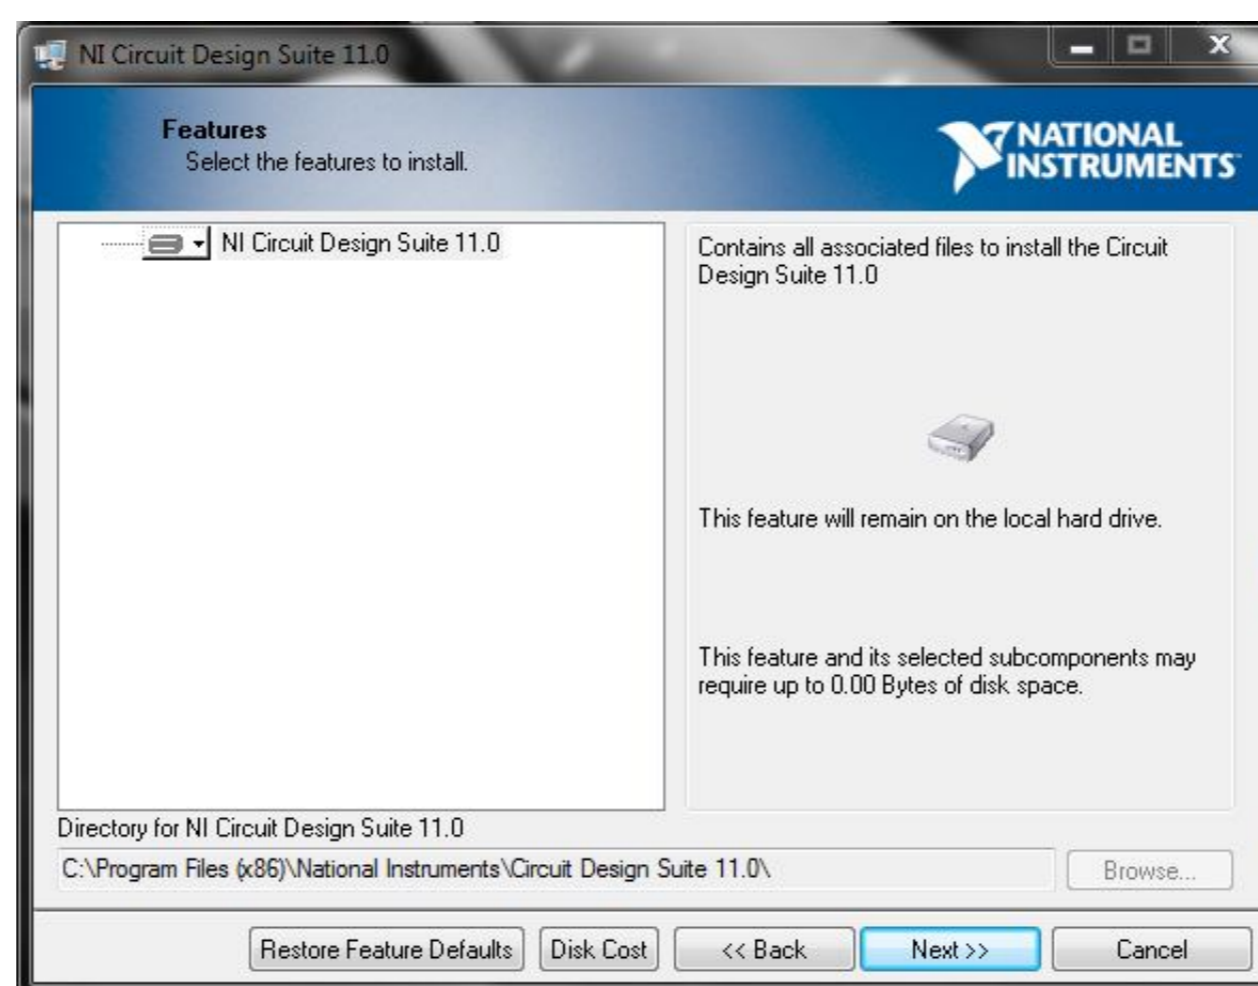 NI Circuit Design Suite 11.0
X
Features
Select the features to install.
NATIONAL
INSTRUMENTS
NI Circuit Design Suite 11.0
Contains all associated files to install the Circuit
Design Suite 11.0
This feature will remain on the local hard drive.
This feature and its selected subcomponents may
require up to 0.00 Bytes of disk space.
Directory for NI Circuit Design Suite 11.0
C:\Program Files (x86)\National Instruments\Circuit Design Suite 11.0\
Browse...
Restore Feature Defaults
Disk Cost
<< Back
Next >>
Cancel